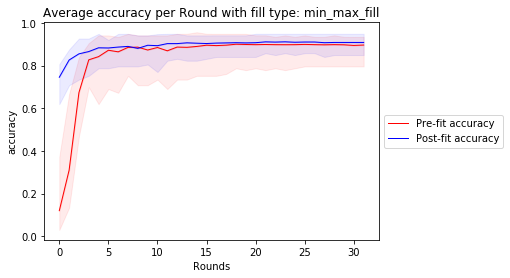 Average accuracy per Round with fill type: min_max_fill
accuracy
1.0
0.8
0.6
0.4
0.2
0.0
0 5 10 15 20 25 30
Rounds
Pre-fit accuracy
Post-fit accuracy